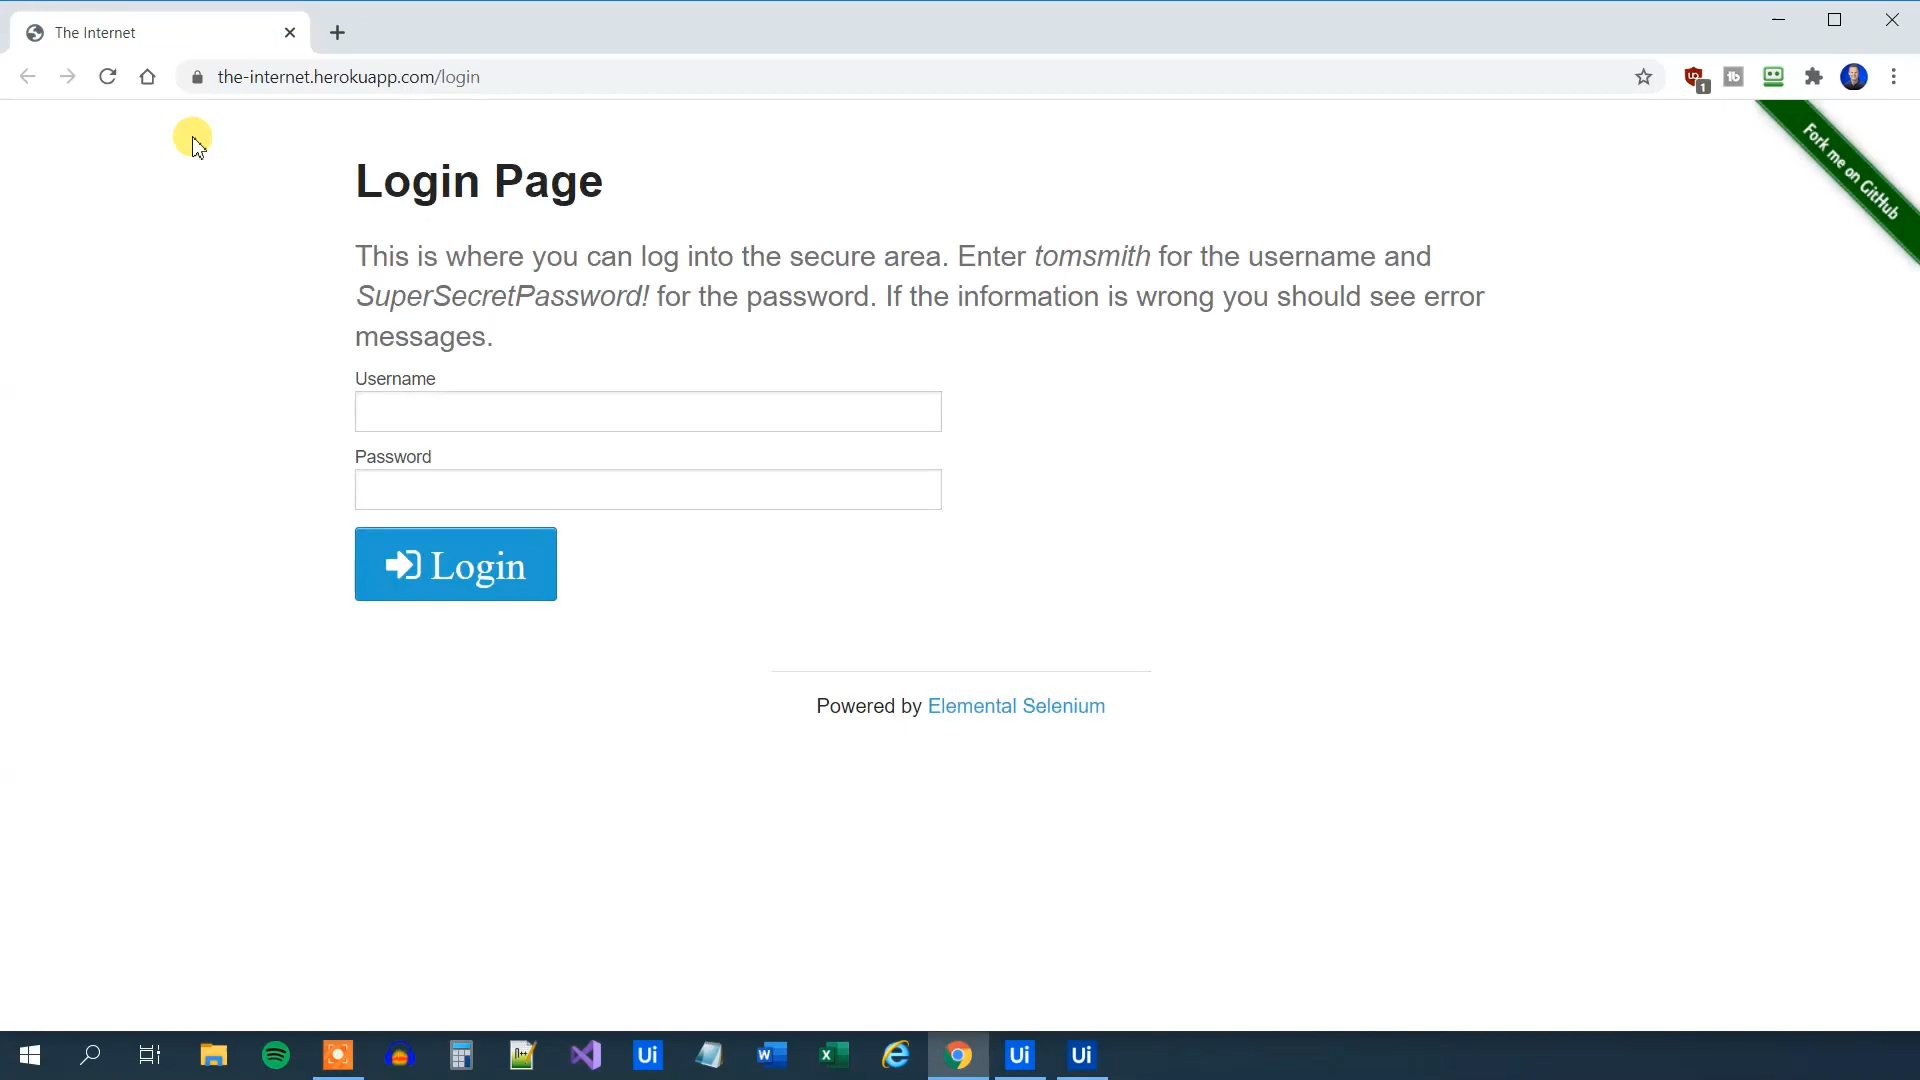 The Internet
the-internet.herokuapp.com/login
1
Fork me on GitHub
Login Page
This is where you can log into the secure area. Enter tomsmith for the username and
SuperSecretPassword! for the password. If the information is wrong you should see error
messages.
Username
Password
Login
Powered by Elemental Selenium
Ui
Ui
Ui